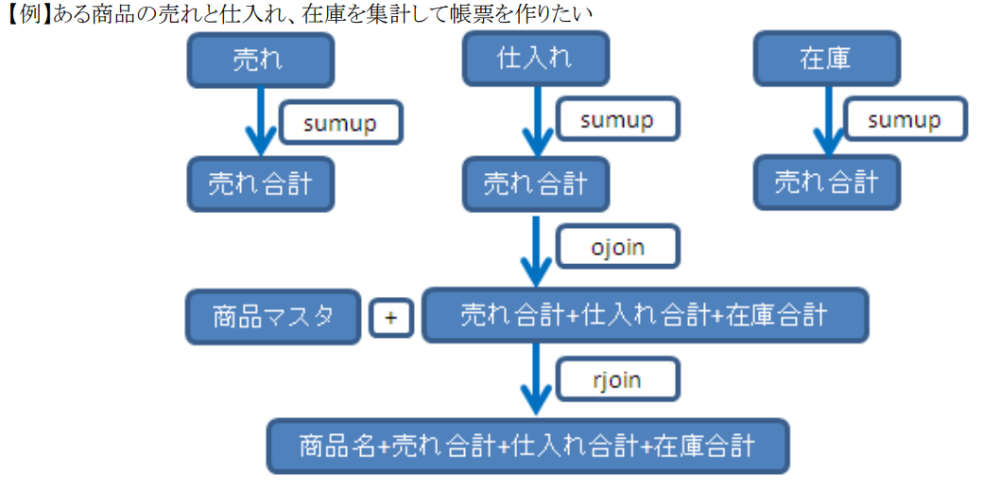 【例】ある商品の売れと仕入れ、在庫を集計して帳票を作りたい
売れ
仕入れ
在庫
sumup
sumup
sumup
売れ合計
売れ合計
売れ合計
ojoin
商品マスタ
+
売れ合計+仕入れ合計+在庫合計
rjoin
商品名+売れ合計+仕入れ合計+在庫合計